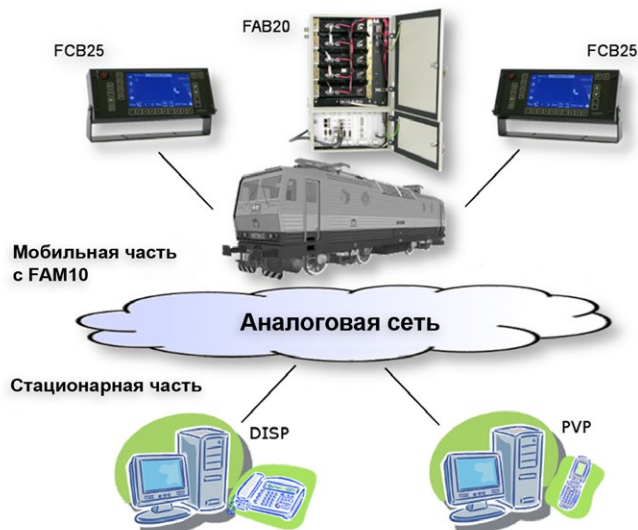 FCB25
FAB20
FCB25
Мобильная часть
с FAM10
Аналоговая сеть
Стационарная часть
DISP
PVP